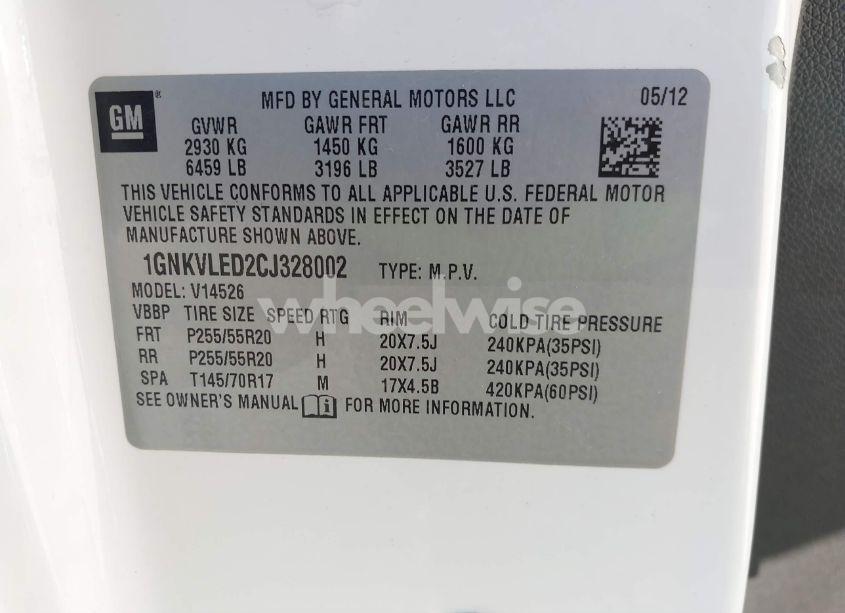 GM ® MFD BY GENERAL MOTORS LLC 05/12
GVWR GAWR FRT GAWR RR
2930 KG 1450 KG 1600 KG
6459 LB 3196 LB 3527 LB
THIS VEHICLE CONFORMS TO ALL APPLICABLE U.S. FEDERAL MOTOR
VEHICLE SAFETY STANDARDS IN EFFECT ON THE DATE OF
MANUFACTURE SHOWN ABOVE.
1GNKVLED2CJ328002 TYPE: M.P.V.
MODEL: V14526
wheelwise
VBBP TIRE SIZE SPEED RTG RIM COLD TIRE PRESSURE
FRT P255/55R20 H 20X7.5J 240KPA(35PSI)
RR P255/55R20 H 20X7.5J 240KPA(35PSI)
SPA T145/70R17 M 17X4.5B 420KPA(60PSI)
SEE OWNER'S MANUAL FOR MORE INFORMATION.